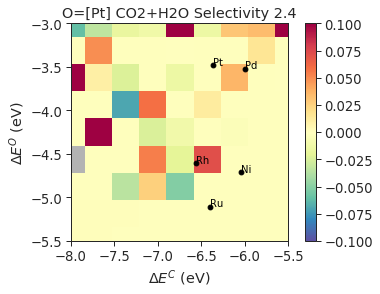 O=[Pt] CO2+H2O Selectivity 2.4
ΔE^O (eV)
−3.0
−3.5
−4.0
−4.5
−5.0
−5.5
Pt
Pd
Rh
Ni
Ru
−8.0 −7.5 −7.0 −6.5 −6.0 −5.5
ΔE^C (eV)
0.100
0.075
0.050
0.025
0.000
−0.025
−0.050
−0.075
−0.100